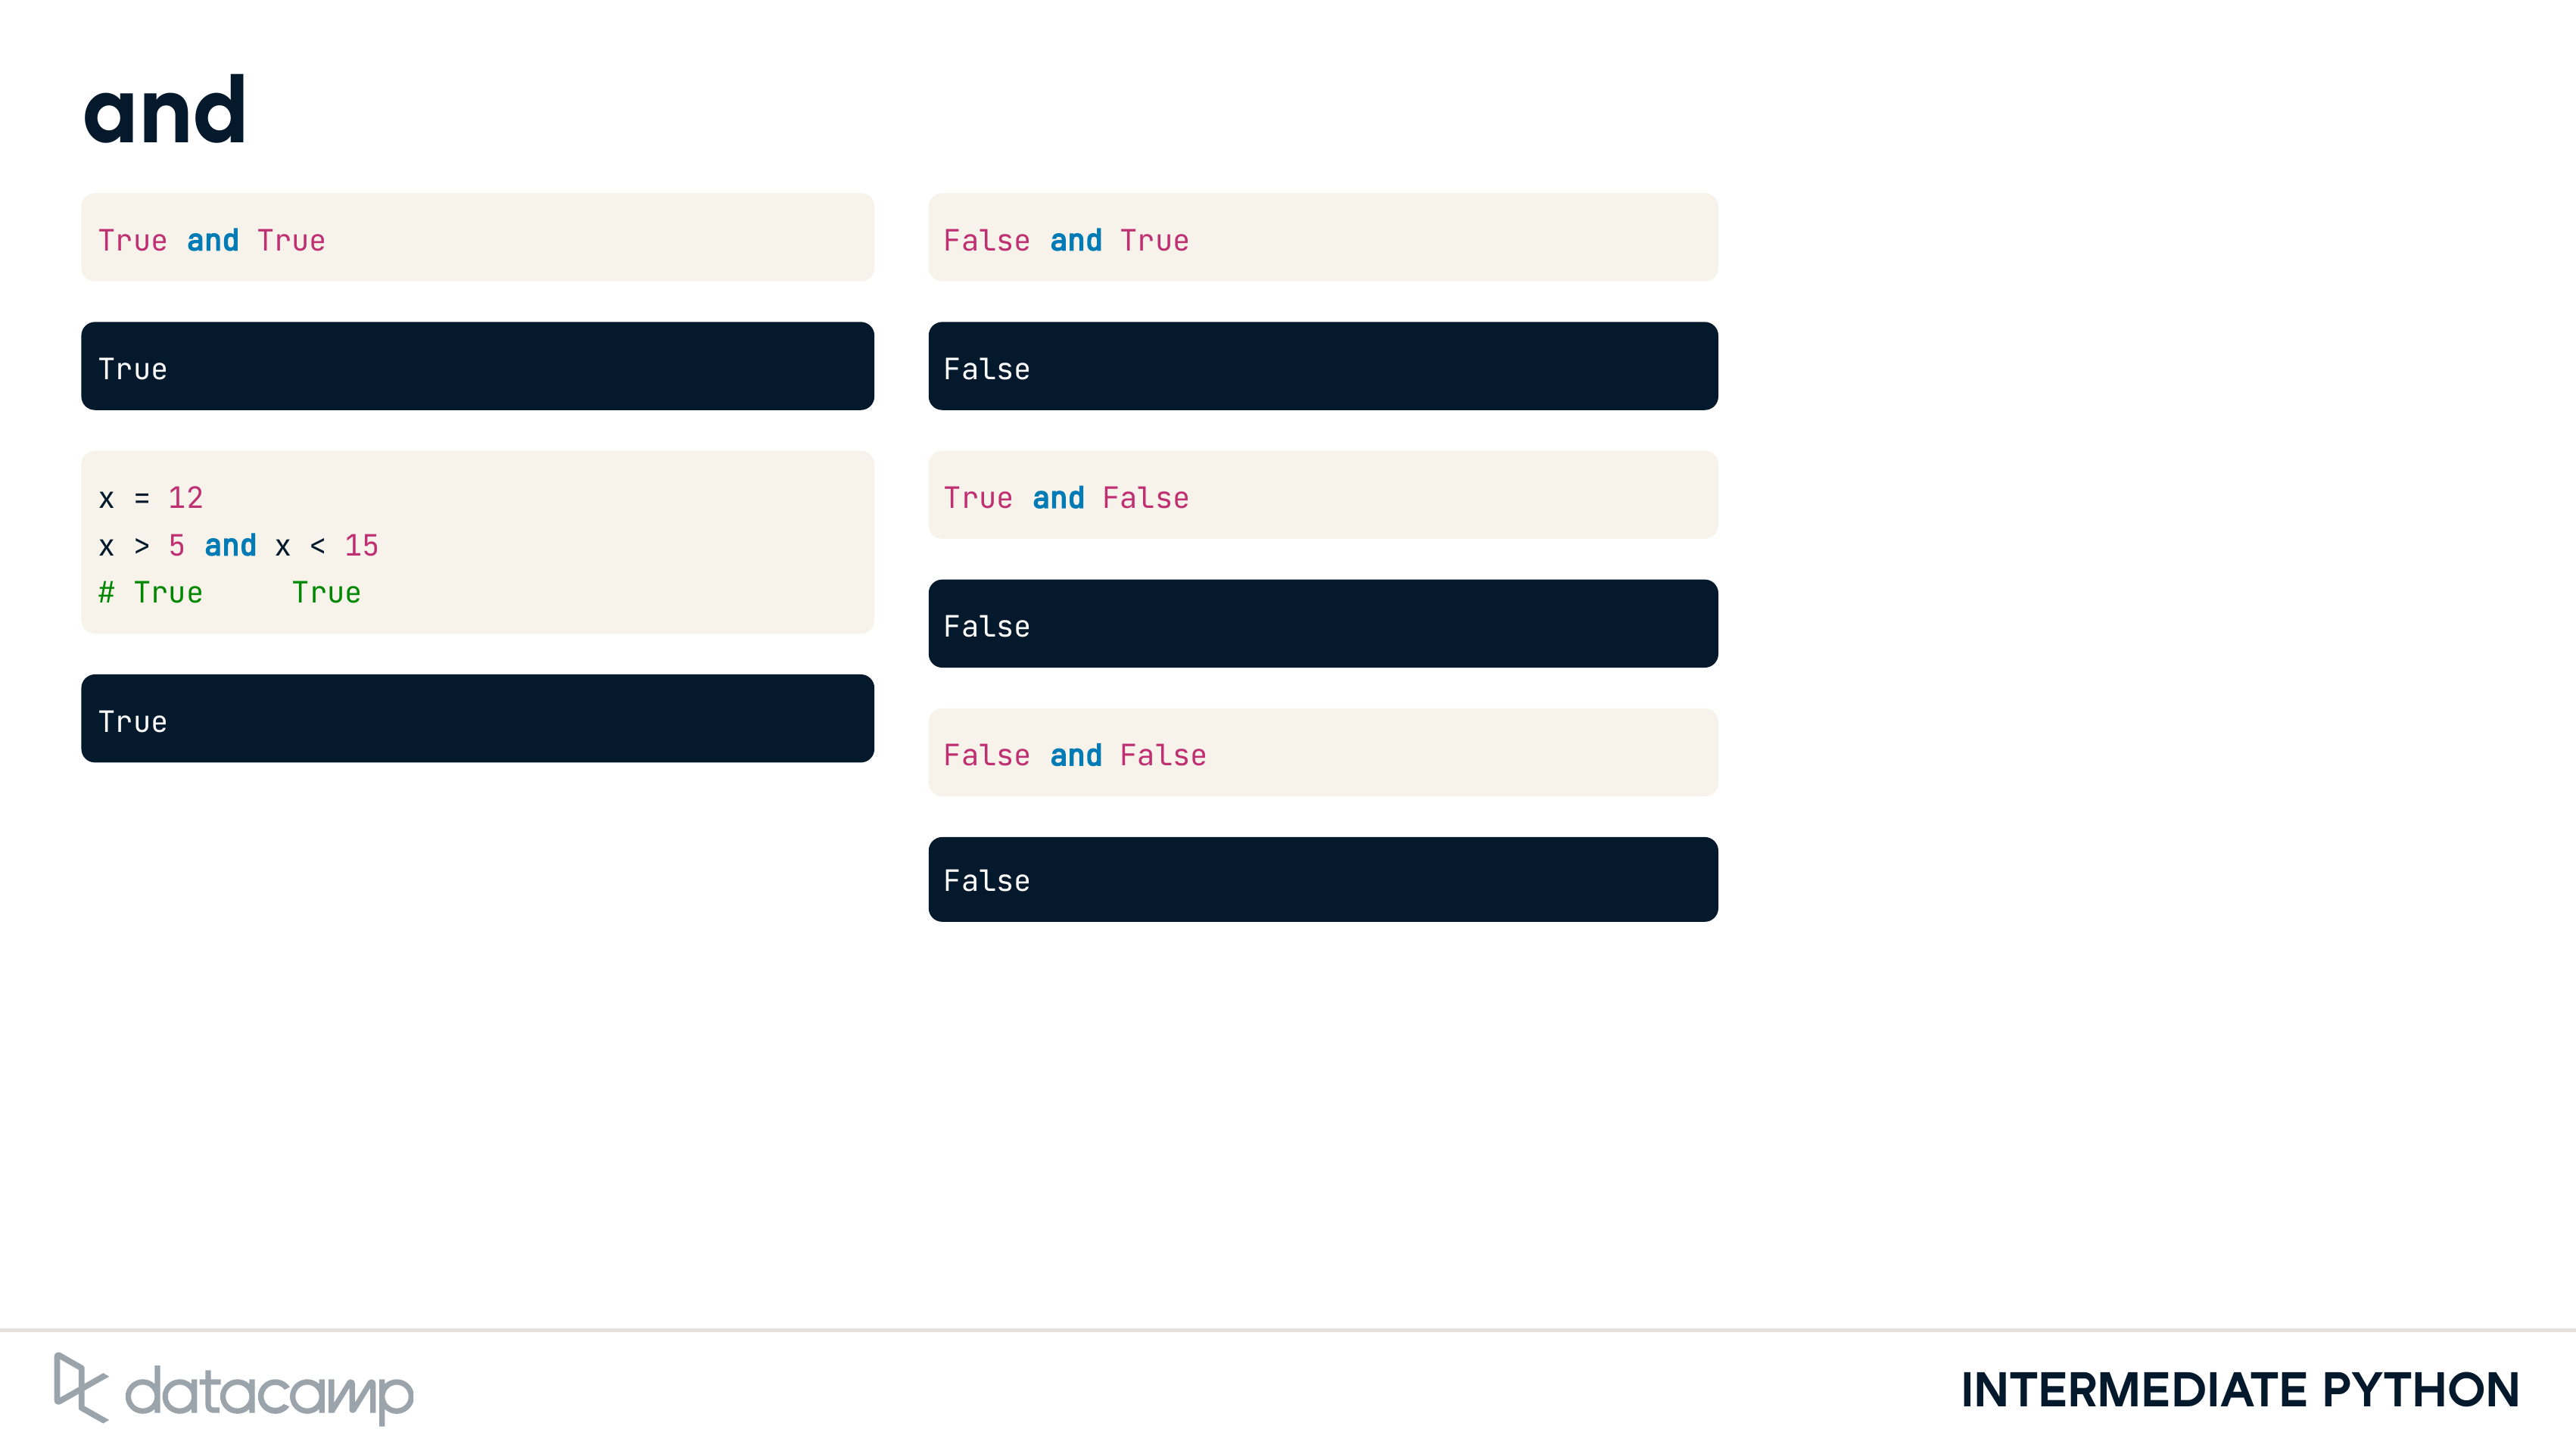 and
True and True
True
x = 12
x > 5 and x < 15
# True     True
True
False and True
False
True and False
False
False and False
False
datacamp
INTERMEDIATE PYTHON